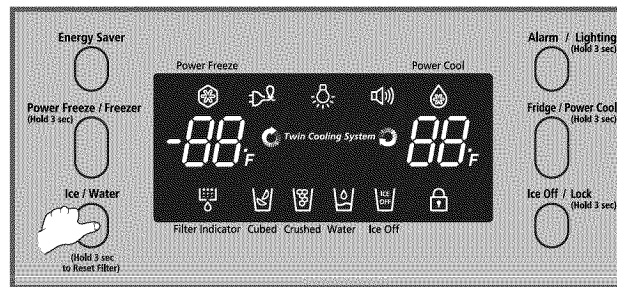 Energy Saver
Power Freeze
Power Cool
Alarm / Lighting
(Hold 3 sec)
Power Freeze / Freezer
(Hold 3 sec)
-88°F
Twin Cooling System
88°F
Fridge / Power Cool
(Hold 3 sec)
Ice / Water
ICE
OFF
Ice Off / Lock
(Hold 3 sec)
Filter Indicator Cubed Crushed Water Ice Off
(Hold 3 sec
to Reset Filter)